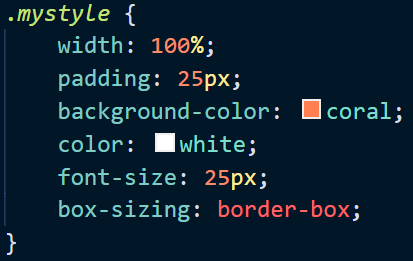 .mystyle {
    width: 100%;
    padding: 25px;
    background-color: coral;
    color: white;
    font-size: 25px;
    box-sizing: border-box;
}